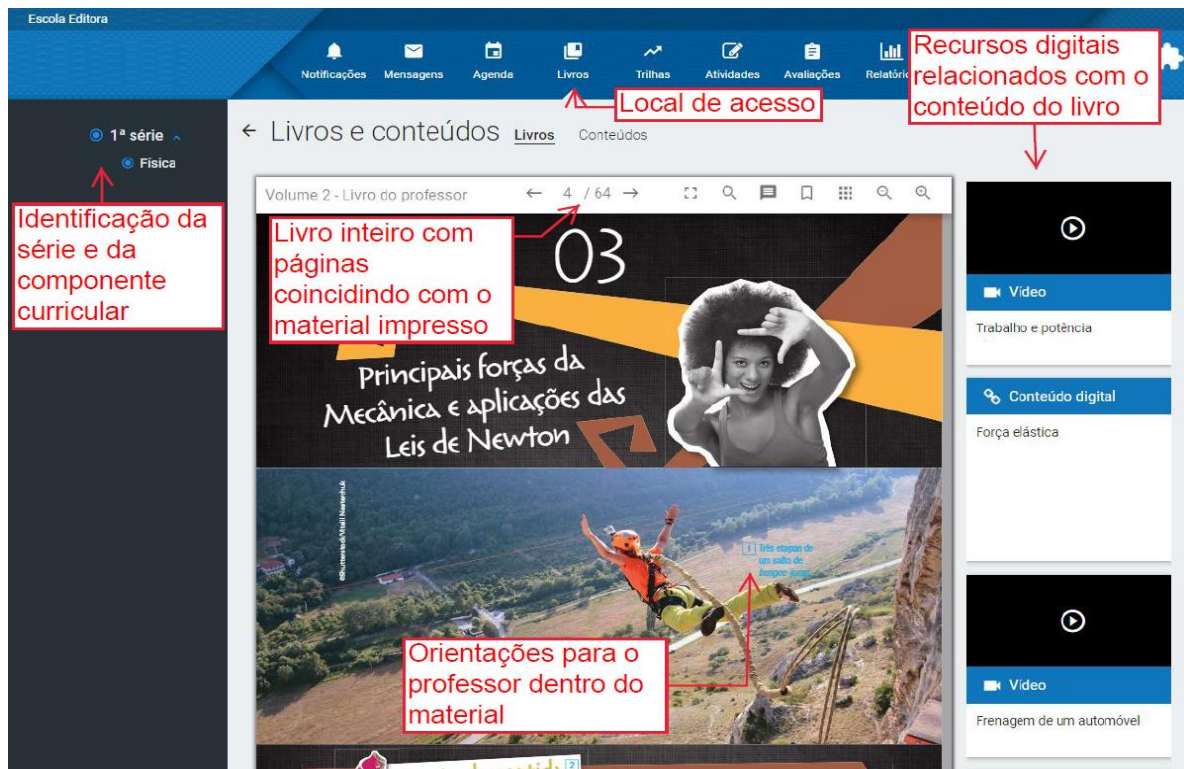 Escola Editora
Notificações
Mensagens
Agenda
Livros
Trilhas
Atividades
Avaliações
Relatóri
Recursos digitais
relacionados com o
conteúdo do livro
Local de acesso
1ª série
Física
Identificação da
série e da
componente
curricular
← Livros e conteúdos Livros Conteúdos
Volume 2 - Livro do professor ← 4 / 64 →
Livro inteiro com
páginas
coincidindo com o
material impresso
03
Principais forças da
Mecânica e aplicações das
Leis de Newton
1 Três etapas de
um salto de
bungee-jump
Orientações para o
professor dentro do
material
2
Vídeo
Trabalho e potência
Conteúdo digital
Força elástica
Vídeo
Frenagem de um automóvel